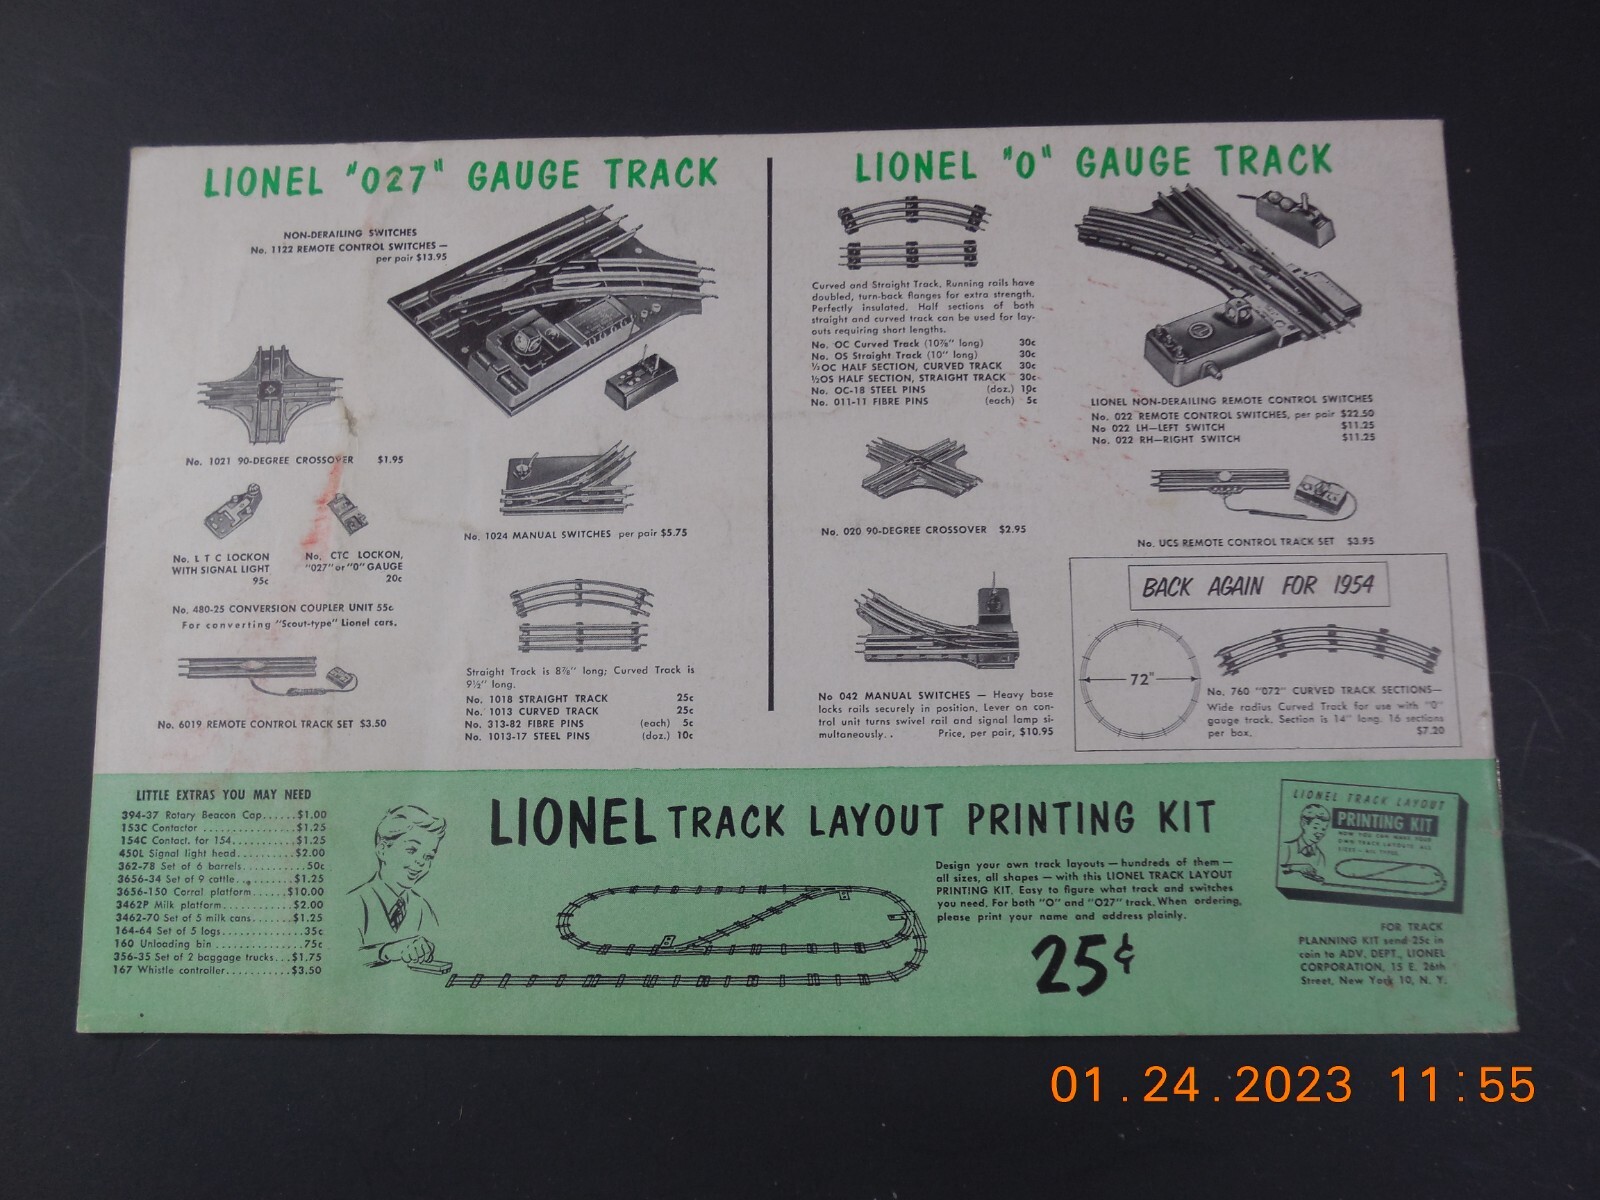 LIONEL "027" GAUGE TRACK
NON-DERAILING SWITCHES
No. 1122 REMOTE CONTROL SWITCHES —
per pair $13.95
No. 1021 90-DEGREE CROSSOVER $1.95
No. L T C LOCKON
WITH SIGNAL LIGHT
95c
No. CTC LOCKON,
"027" or "0" GAUGE
20c
No. 1024 MANUAL SWITCHES per pair $5.75
No. 480-25 CONVERSION COUPLER UNIT 55c
For converting "Scout-type" Lionel cars.
No. 6019 REMOTE CONTROL TRACK SET $3.50
Straight Track is 8⅞" long; Curved Track is
9½" long.
No. 1018 STRAIGHT TRACK 25c
No. 1013 CURVED TRACK 25c
No. 313-82 FIBRE PINS (each) 5c
No. 1013-17 STEEL PINS (doz.) 10c
LIONEL "O" GAUGE TRACK
Curved and Straight Track. Running rails have
doubled, turn-back flanges for extra strength.
Perfectly insulated. Half sections of both
straight and curved track can be used for lay-
outs requiring short lengths.
No. OC Curved Track (10⅞" long) 30c
No. OS Straight Track (10" long) 30c
½OC HALF SECTION, CURVED TRACK 30c
½OS HALF SECTION, STRAIGHT TRACK 30c
No. OC-18 STEEL PINS (doz.) 10c
No. 011-11 FIBRE PINS (each) 5c
LIONEL NON-DERAILING REMOTE CONTROL SWITCHES
No. 022 REMOTE CONTROL SWITCHES, per pair $22.50
No 022 LH—LEFT SWITCH $11.25
No. 022 RH—RIGHT SWITCH $11.25
No. 020 90-DEGREE CROSSOVER $2.95
No. UCS REMOTE CONTROL TRACK SET $3.95
No 042 MANUAL SWITCHES — Heavy base
locks rails securely in position. Lever on con-
trol unit turns swivel rail and signal lamp si-
multaneously. . Price, per pair, $10.95
BACK AGAIN FOR 1954
72"
No. 760 "072" CURVED TRACK SECTIONS—
Wide radius Curved Track for use with "0"
gauge track. Section is 14" long. 16 sections
per box. $7.20
LITTLE EXTRAS YOU MAY NEED
394-37 Rotary Beacon Cap......$1.00
153C Contactor ...............$1.25
154C Contact. for 154..........$1.25
450L Signal light head..........$2.00
362-78 Set of 6 barrels..........50c
3656-34 Set of 9 cattle.........$1.25
3656-150 Corral platform......$10.00
3462P Milk platform............$2.00
3462-70 Set of 5 milk cans......$1.25
164-64 Set of 5 logs.............35c
160 Unloading bin ..............75c
356-35 Set of 2 baggage trucks...$1.75
167 Whistle controller..........$3.50
LIONEL TRACK LAYOUT PRINTING KIT
Design your own track layouts — hundreds of them —
all sizes, all shapes — with this LIONEL TRACK LAYOUT
PRINTING KIT. Easy to figure what track and switches
you need. For both "O" and "O27" track. When ordering,
please print your name and address plainly.
25¢
LIONEL TRACK LAYOUT
PRINTING KIT
NOW YOU CAN MAKE YOUR
OWN TRACK LAYOUTS ALL
SIZES — ALL TYPES
FOR TRACK
PLANNING KIT send 25c in
coin to ADV. DEPT., LIONEL
CORPORATION, 15 E. 26th
Street, New York 10, N. Y.
01.24.2023 11:55